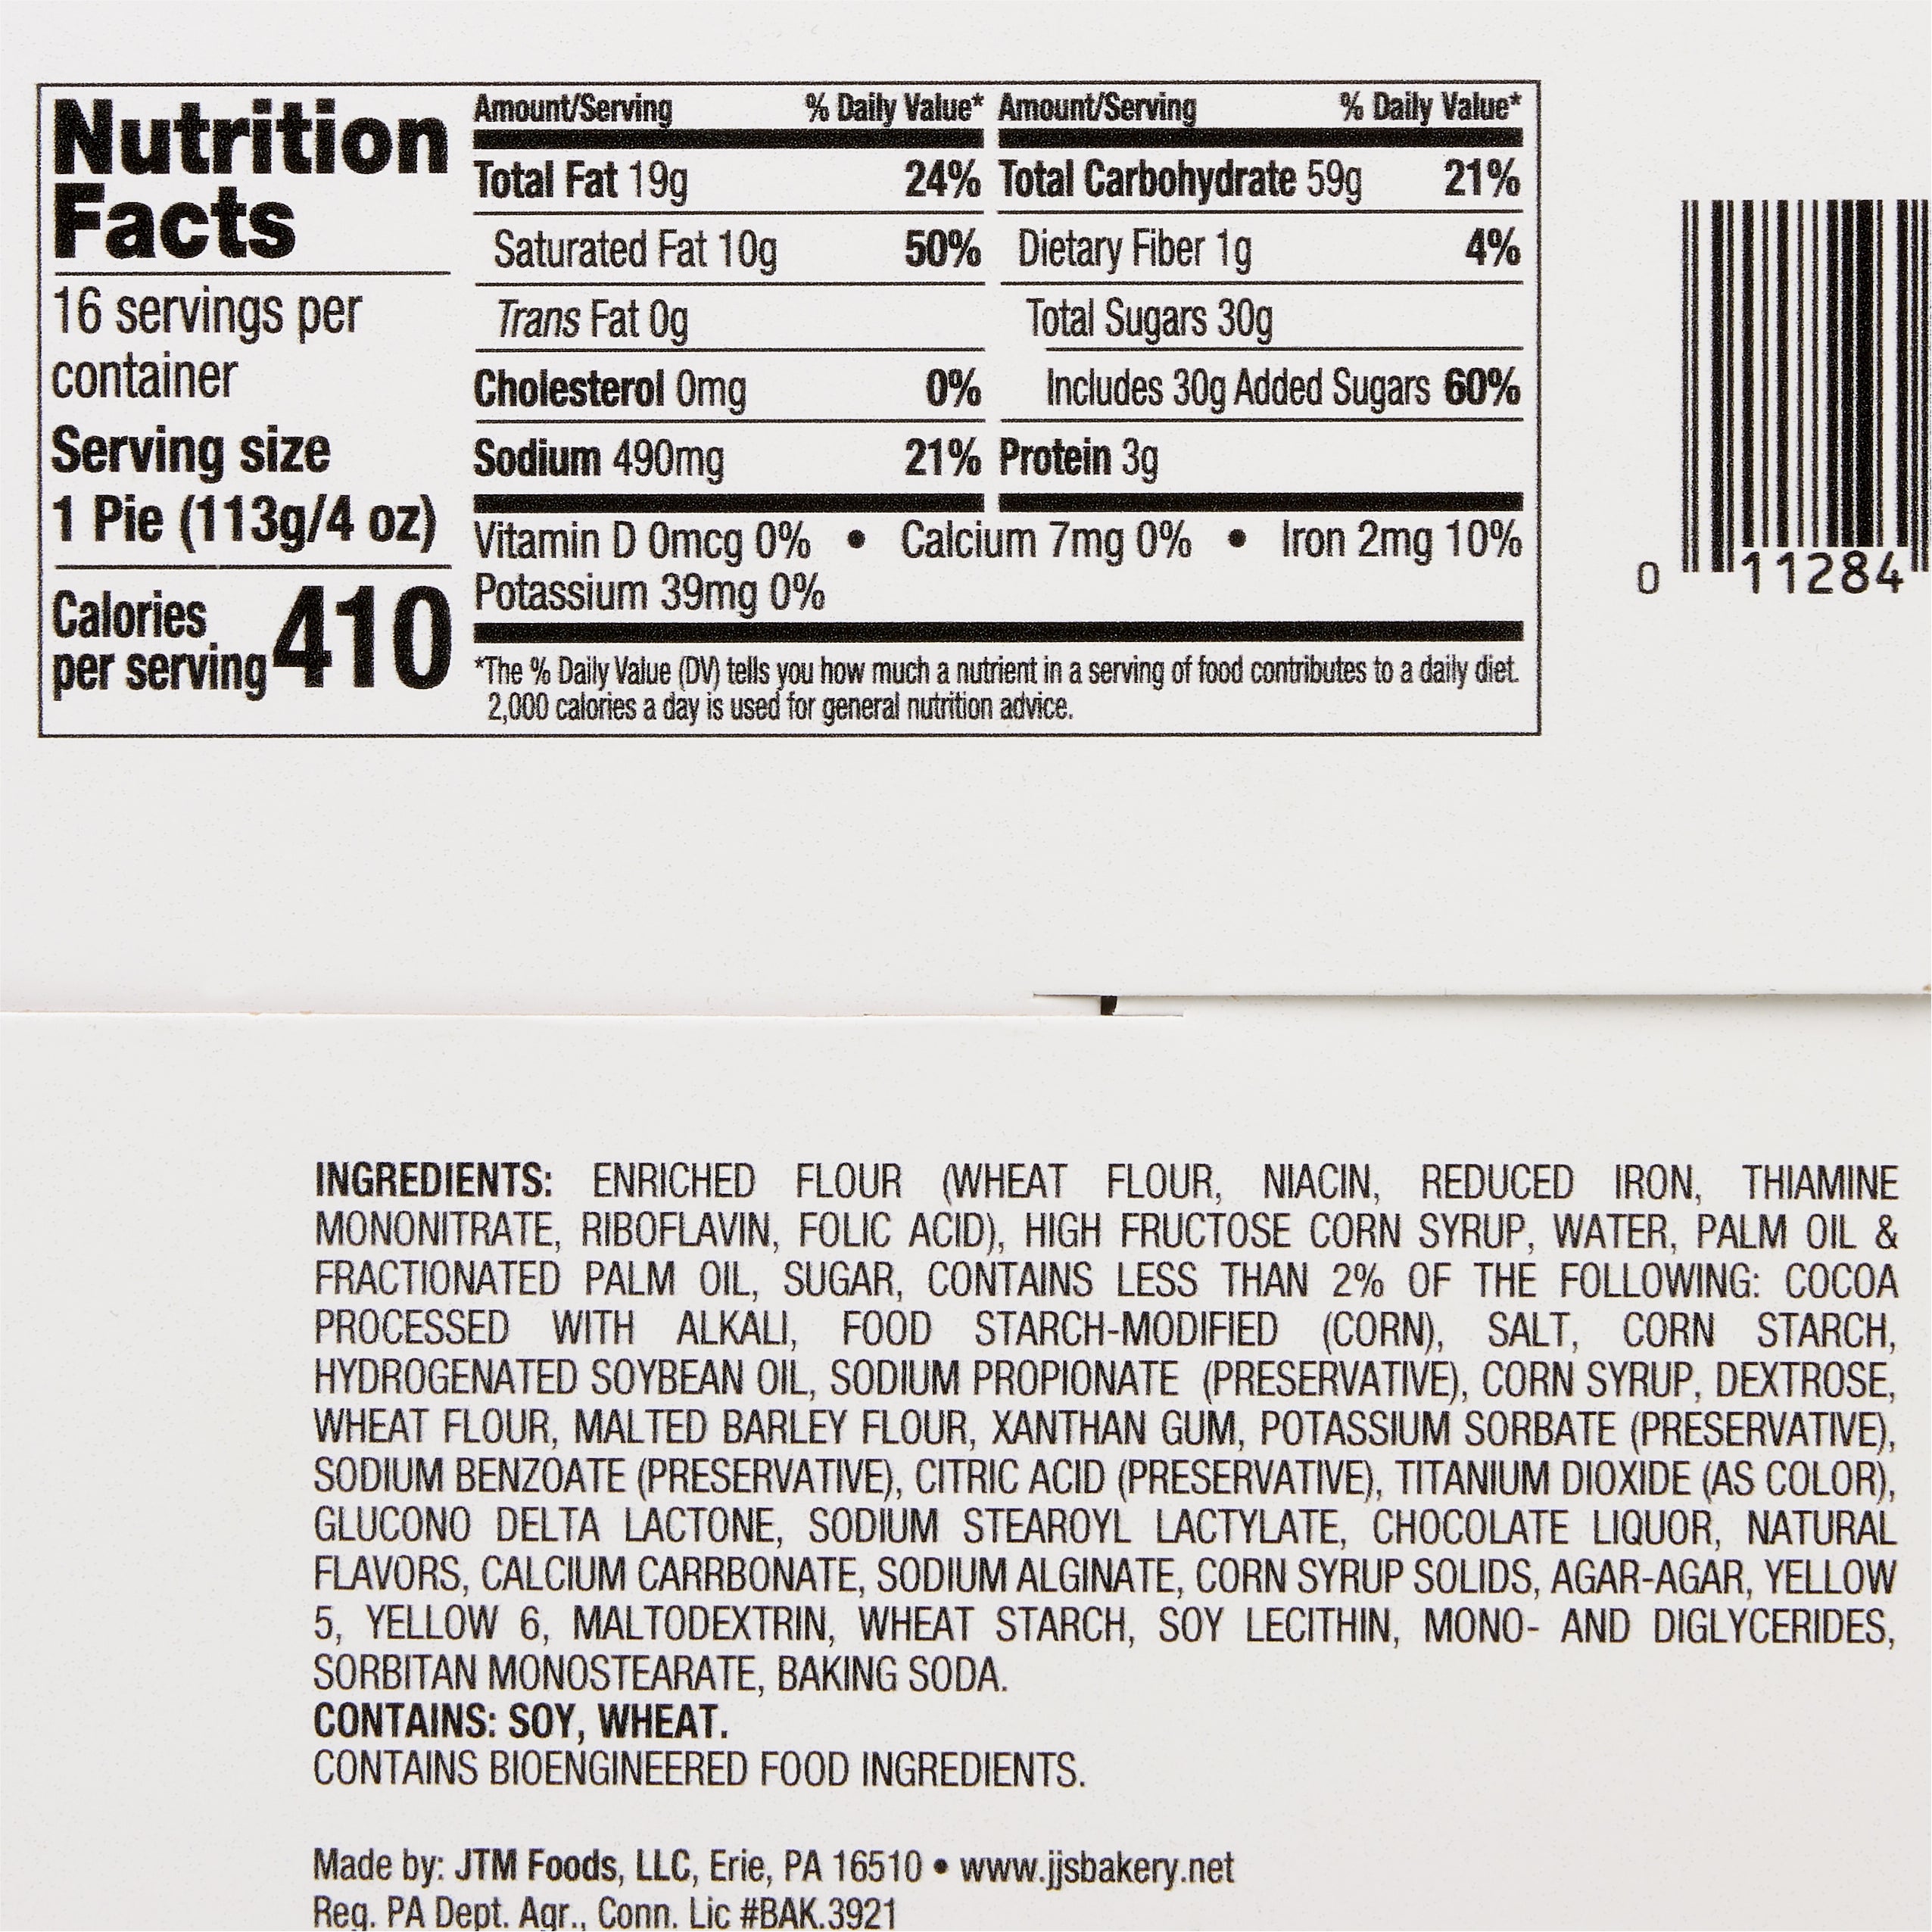 Nutrition
Facts
16 servings per
container
Serving size
1 Pie (113g/4 oz)
Calories
per serving 410
Amount/Serving % Daily Value*
Total Fat 19g 24%
Saturated Fat 10g 50%
Trans Fat 0g
Cholesterol 0mg 0%
Sodium 490mg 21%
Amount/Serving % Daily Value*
Total Carbohydrate 59g 21%
Dietary Fiber 1g 4%
Total Sugars 30g
Includes 30g Added Sugars 60%
Protein 3g
Vitamin D 0mcg 0% • Calcium 7mg 0% • Iron 2mg 10%
Potassium 39mg 0%
*The % Daily Value (DV) tells you how much a nutrient in a serving of food contributes to a daily diet.
2,000 calories a day is used for general nutrition advice.
0 11284
INGREDIENTS: ENRICHED FLOUR (WHEAT FLOUR, NIACIN, REDUCED IRON, THIAMINE
MONONITRATE, RIBOFLAVIN, FOLIC ACID), HIGH FRUCTOSE CORN SYRUP, WATER, PALM OIL &
FRACTIONATED PALM OIL, SUGAR, CONTAINS LESS THAN 2% OF THE FOLLOWING: COCOA
PROCESSED WITH ALKALI, FOOD STARCH-MODIFIED (CORN), SALT, CORN STARCH,
HYDROGENATED SOYBEAN OIL, SODIUM PROPIONATE (PRESERVATIVE), CORN SYRUP, DEXTROSE,
WHEAT FLOUR, MALTED BARLEY FLOUR, XANTHAN GUM, POTASSIUM SORBATE (PRESERVATIVE),
SODIUM BENZOATE (PRESERVATIVE), CITRIC ACID (PRESERVATIVE), TITANIUM DIOXIDE (AS COLOR),
GLUCONO DELTA LACTONE, SODIUM STEAROYL LACTYLATE, CHOCOLATE LIQUOR, NATURAL
FLAVORS, CALCIUM CARRBONATE, SODIUM ALGINATE, CORN SYRUP SOLIDS, AGAR-AGAR, YELLOW
5, YELLOW 6, MALTODEXTRIN, WHEAT STARCH, SOY LECITHIN, MONO- AND DIGLYCERIDES,
SORBITAN MONOSTEARATE, BAKING SODA.
CONTAINS: SOY, WHEAT.
CONTAINS BIOENGINEERED FOOD INGREDIENTS.
Made by: JTM Foods, LLC, Erie, PA 16510 • www.jjsbakery.net
Reg. PA Dept. Agr., Conn. Lic #BAK.3921